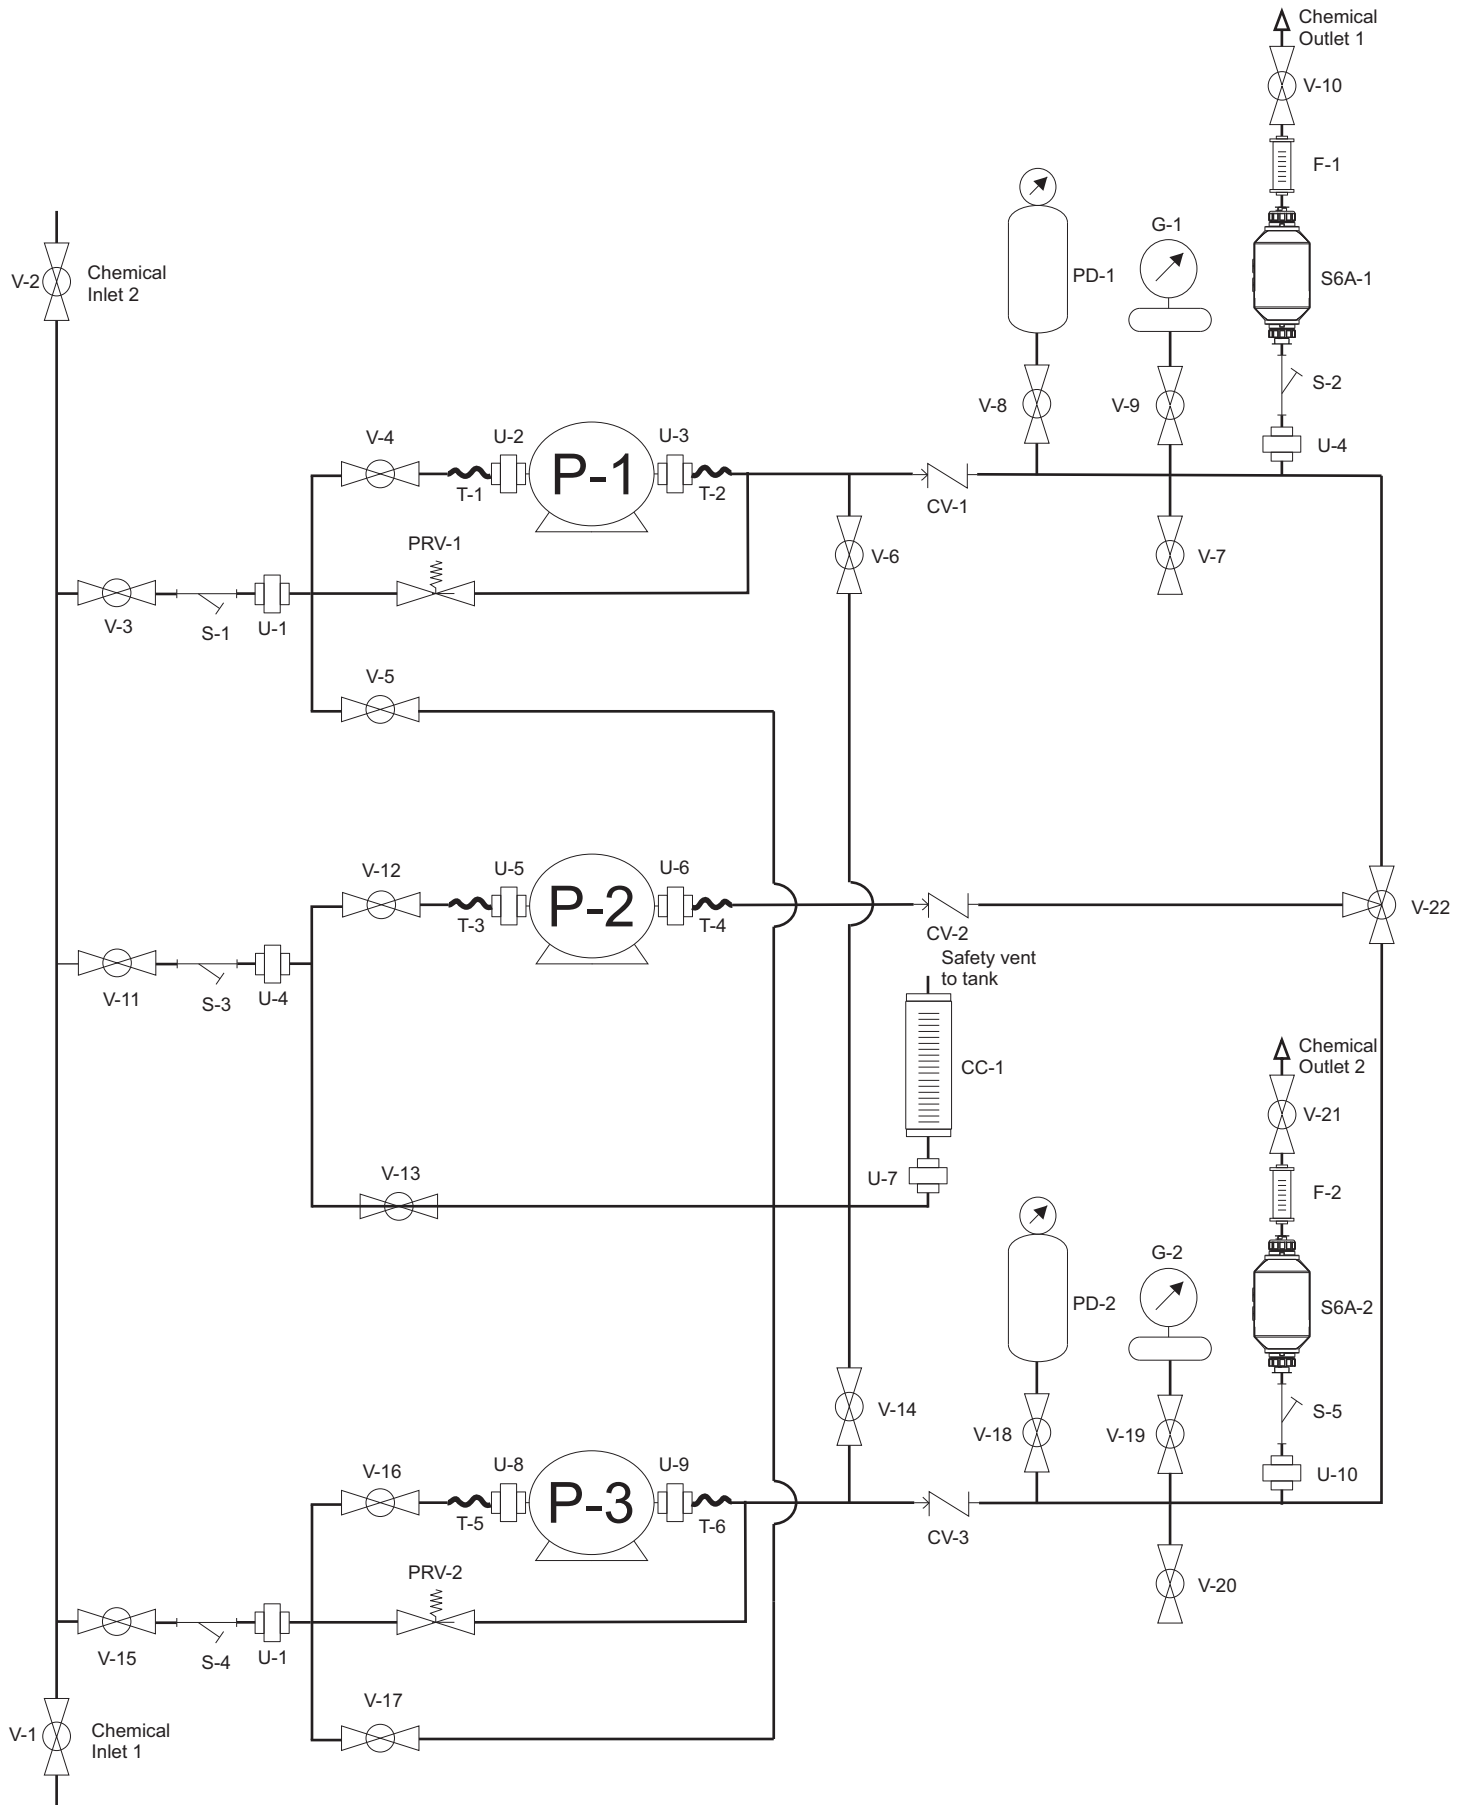 Chemical
Outlet 1
V-10
F-1
G-1
V-2
Chemical
Inlet 2
PD-1
S6A-1
S-2
V-8
V-9
V-4
U-2
U-3
U-4
P-1
T-1
T-2
CV-1
PRV-1
V-6
V-7
V-3
S-1
U-1
V-5
V-12
U-5
U-6
P-2
T-3
T-4
V-22
CV-2
Safety vent
to tank
V-11
S-3
U-4
CC-1
Chemical
Outlet 2
V-21
V-13
U-7
F-2
G-2
PD-2
S6A-2
V-14
S-5
V-18
V-19
V-16
U-8
U-9
U-10
P-3
T-5
T-6
CV-3
PRV-2
V-20
V-15
S-4
U-1
V-17
V-1
Chemical
Inlet 1